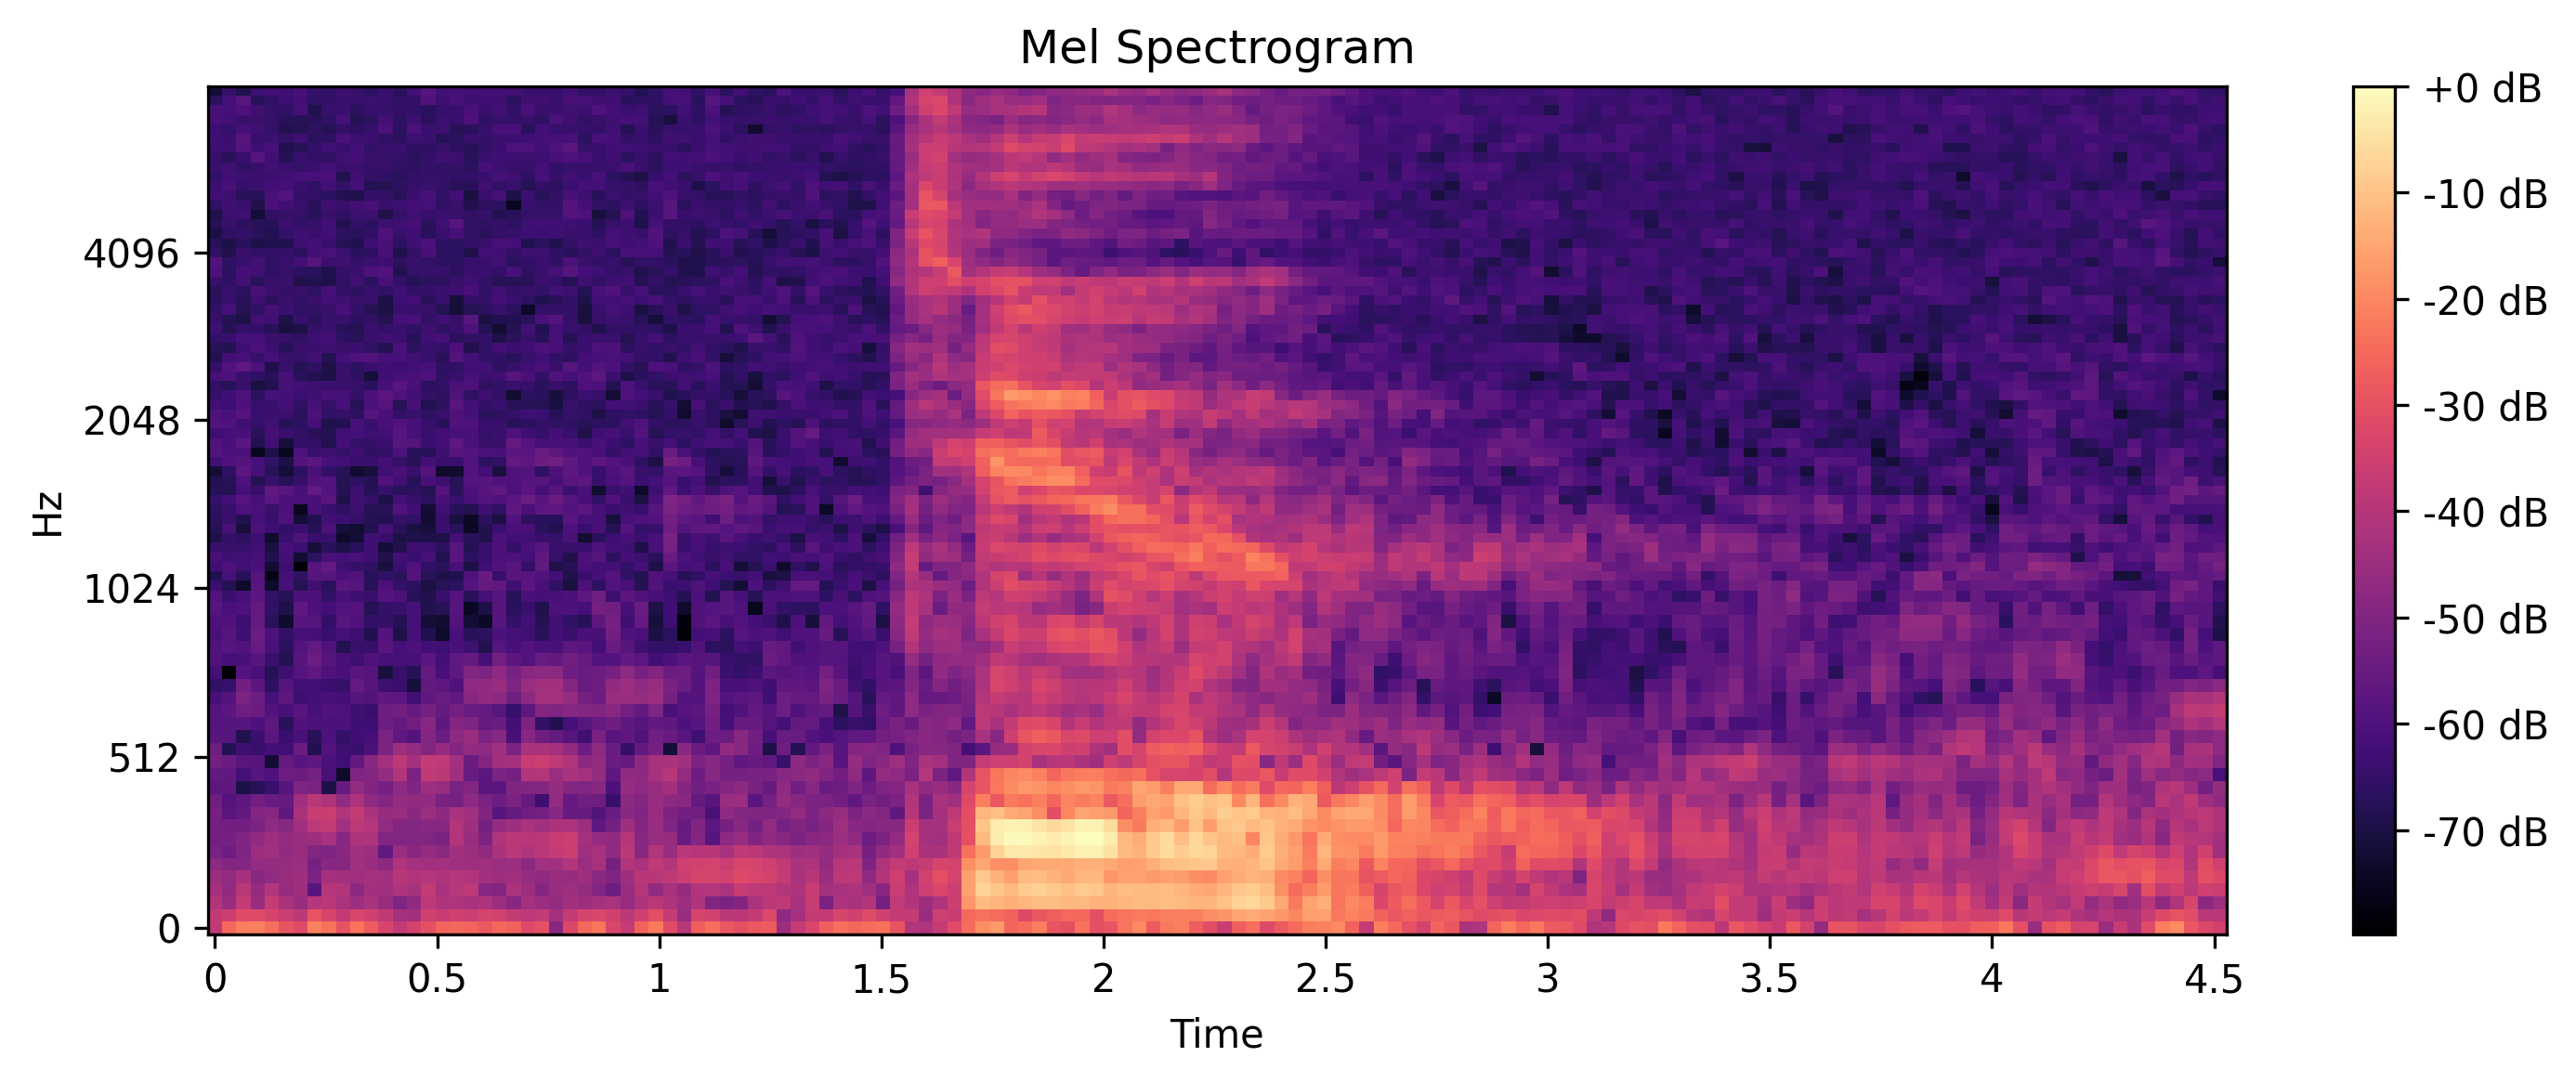 Mel Spectrogram
Hz
4096
2048
1024
512
0
0
0.5
1
1.5
2
2.5
3
3.5
4
4.5
Time
+0 dB
-10 dB
-20 dB
-30 dB
-40 dB
-50 dB
-60 dB
-70 dB